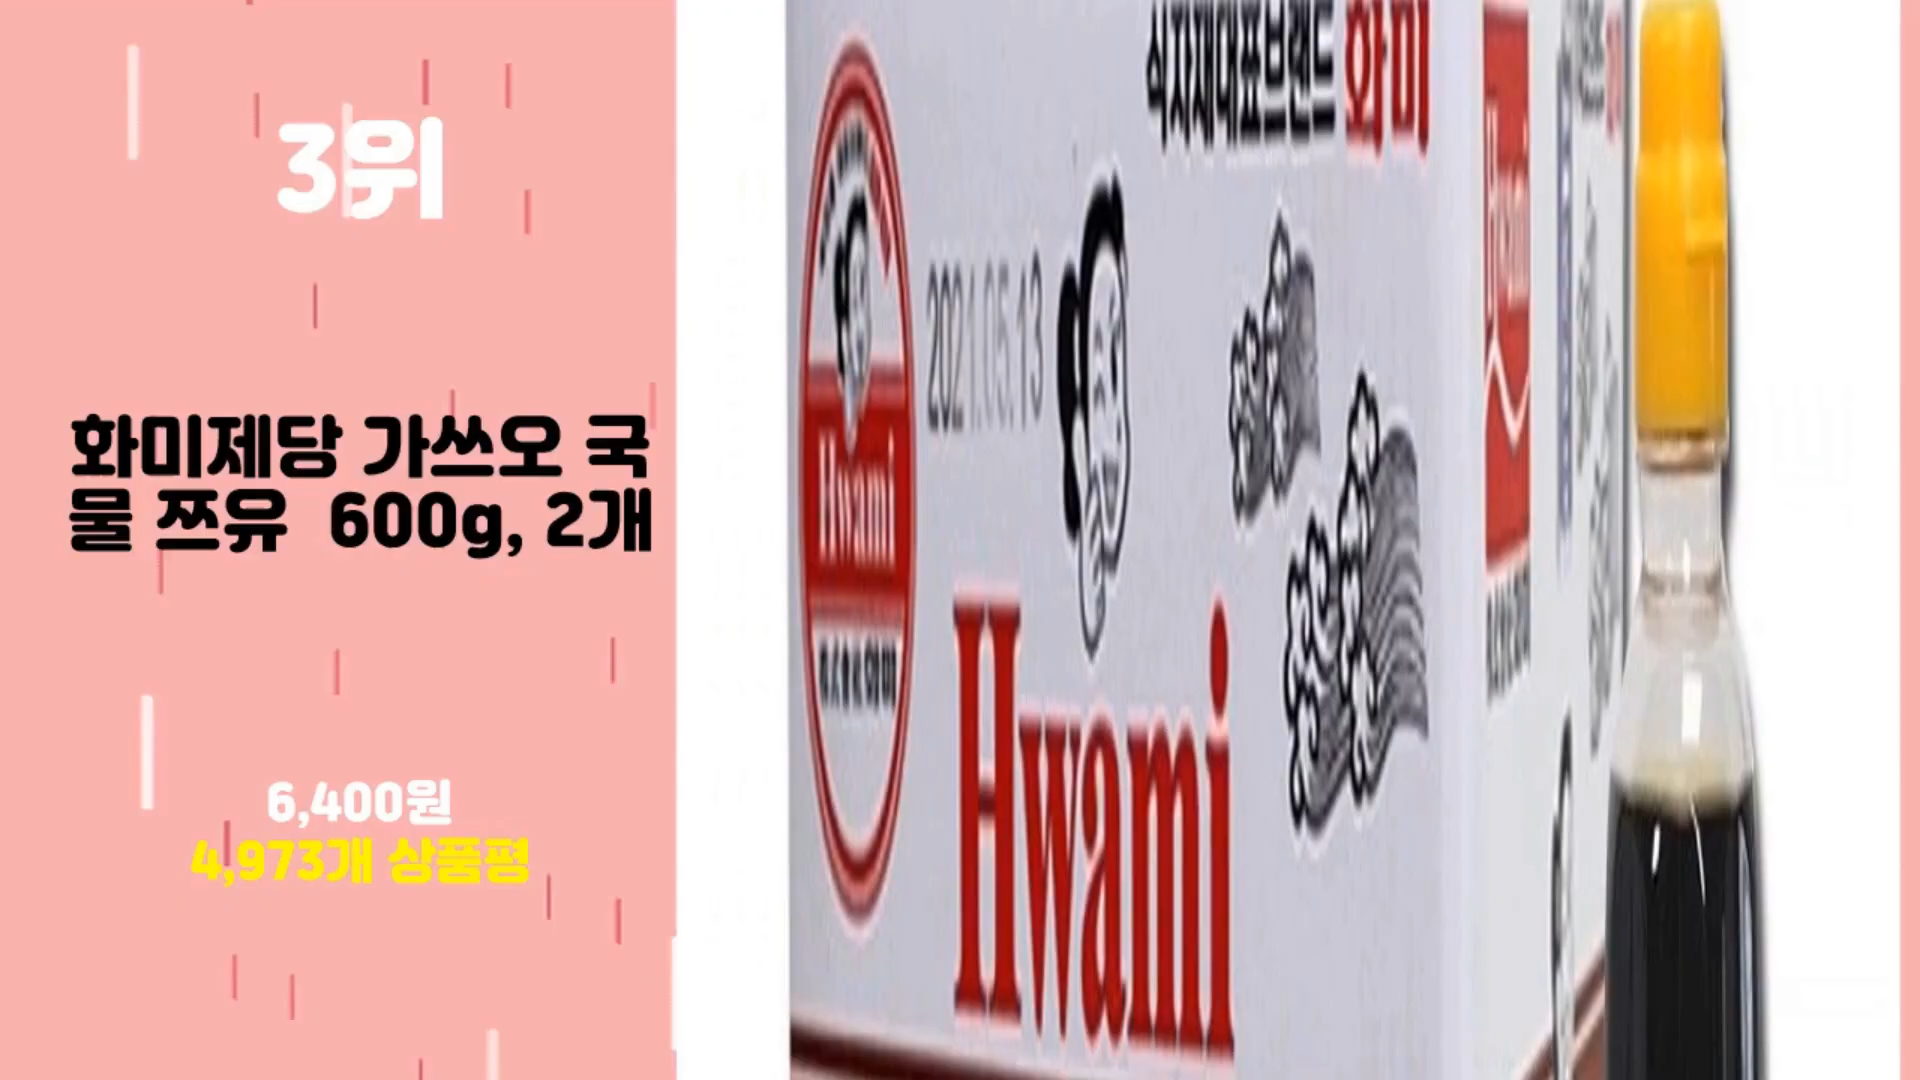 3위
화미제당 가쓰오 국
물 쯔유 600g, 2개
6,400원
4,973개 상품평
식자재대표브랜드 화미
2021.05.13
Hwami
Hwami
Hwami